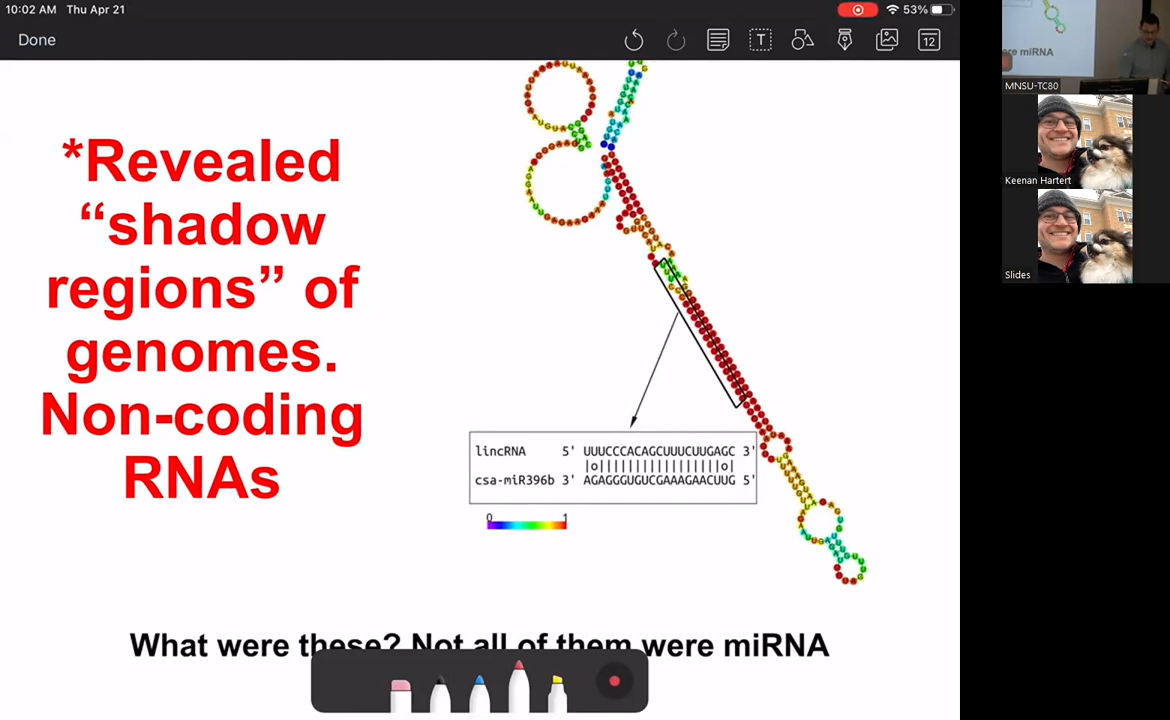 10:02 AM Thu Apr 21
53%
Done
T
12
*Revealed
“shadow
regions” of
genomes.
Non-coding
RNAs
lincRNA 5' UUUCCCACAGCUUUCUUGAGC 3'
|o||||||||||||||||||o|
csa-miR396b 3' AGAGGGUGUCGAAAGAACUUG 5'
0 1
What were these? Not all of them were miRNA
ere miRNA
MNSU-TC80
Keenan Hartert
Slides